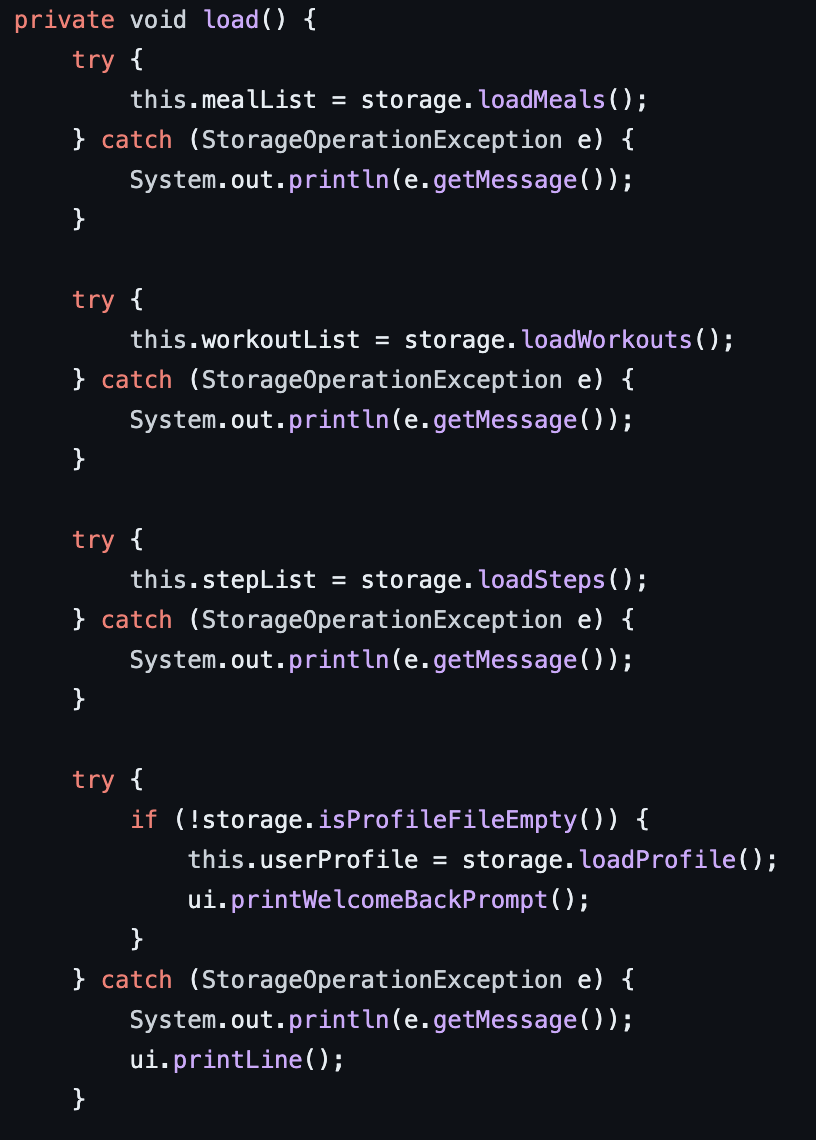 private void load() {
    try {
        this.mealList = storage.loadMeals();
    } catch (StorageOperationException e) {
        System.out.println(e.getMessage());
    }

    try {
        this.workoutList = storage.loadWorkouts();
    } catch (StorageOperationException e) {
        System.out.println(e.getMessage());
    }

    try {
        this.stepList = storage.loadSteps();
    } catch (StorageOperationException e) {
        System.out.println(e.getMessage());
    }

    try {
        if (!storage.isProfileFileEmpty()) {
            this.userProfile = storage.loadProfile();
            ui.printWelcomeBackPrompt();
        }
    } catch (StorageOperationException e) {
        System.out.println(e.getMessage());
        ui.printLine();
    }